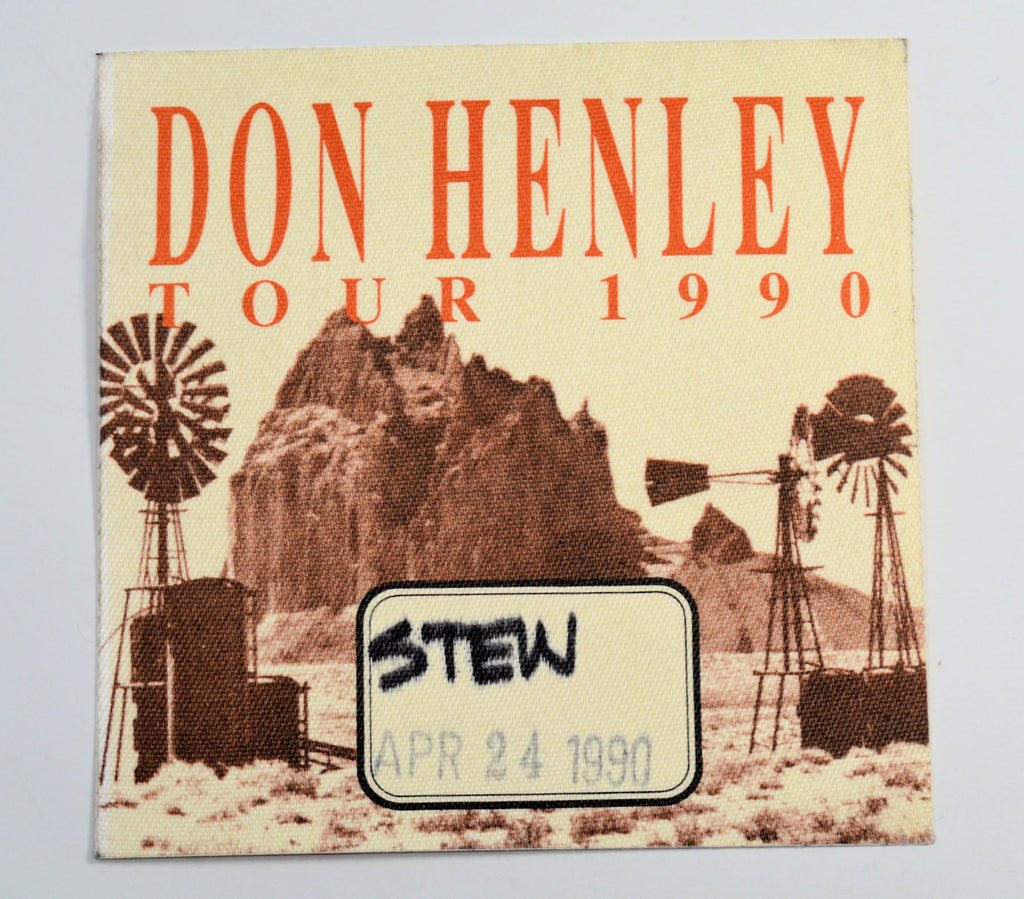 DON HENLEY
TOUR 1990
STEW
APR 24 1990